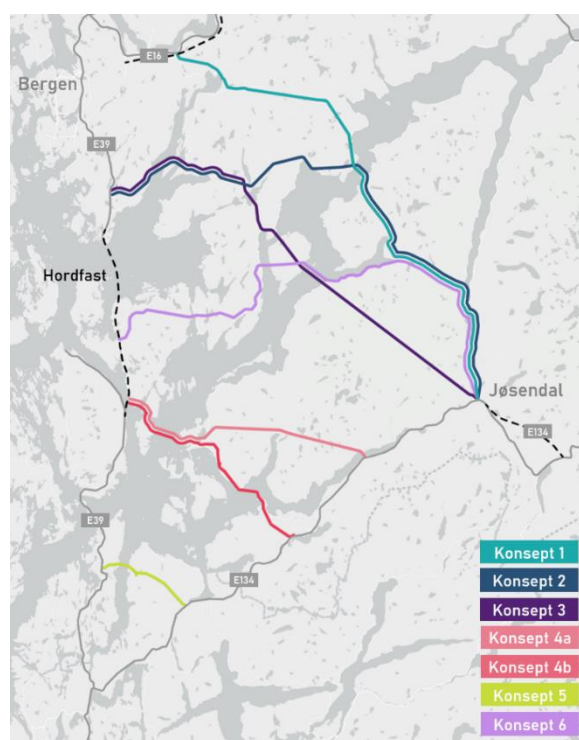 E16
Bergen
E39
Hordfast
Jøsendal
E134
E39
E134
Konsept 1
Konsept 2
Konsept 3
Konsept 4a
Konsept 4b
Konsept 5
Konsept 6